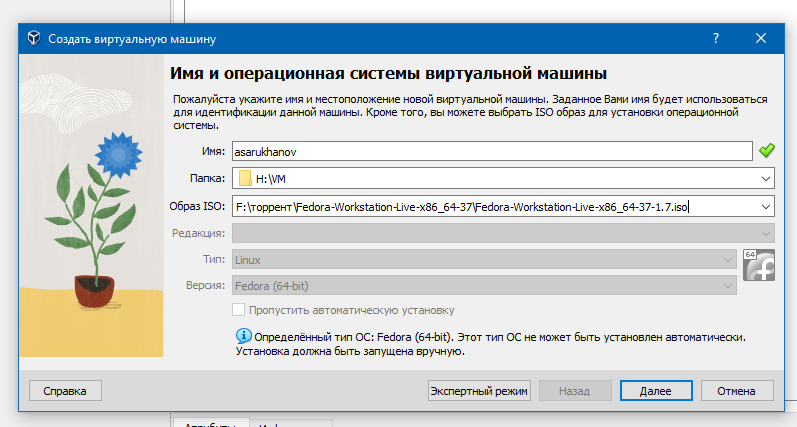 Создать виртуальную машину
?
Имя и операционная системы виртуальной машины
Пожалуйста укажите имя и местоположение новой виртуальной машины. Заданное Вами имя будет использоваться
для идентификации данной машины. Кроме того, вы можете выбрать ISO образ для установки операционной
системы.
Имя: asarukhanov
Папка: H:\VM
Образ ISO: F:\торрент\Fedora-Workstation-Live-x86_64-37\Fedora-Workstation-Live-x86_64-37-1.7.iso
Редакция:
Тип: Linux
64
Версия: Fedora (64-bit)
Пропустить автоматическую установку
Определённый тип ОС: Fedora (64-bit). Этот тип ОС не может быть установлен автоматически.
Установка должна быть запущена вручную.
Справка Экспертный режим Назад Далее Отмена